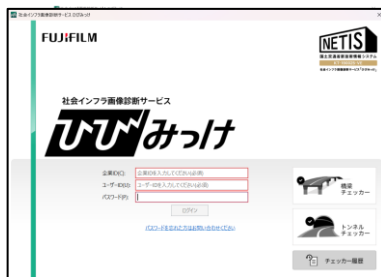 社会インフラ画像診断サービス ひびみっけ
FUJIFILM
NETIS
社会インフラ画像診断サービス
ひびみっけ
企業ID(C):
企業IDを入力してください(必須)
ユーザーID(U):
ユーザーIDを入力してください(必須)
パスワード(P):
ログイン
パスワードを忘れた方はお問い合わせください
橋梁
チェッカー
トンネル
チェッカー
チェッカー履歴